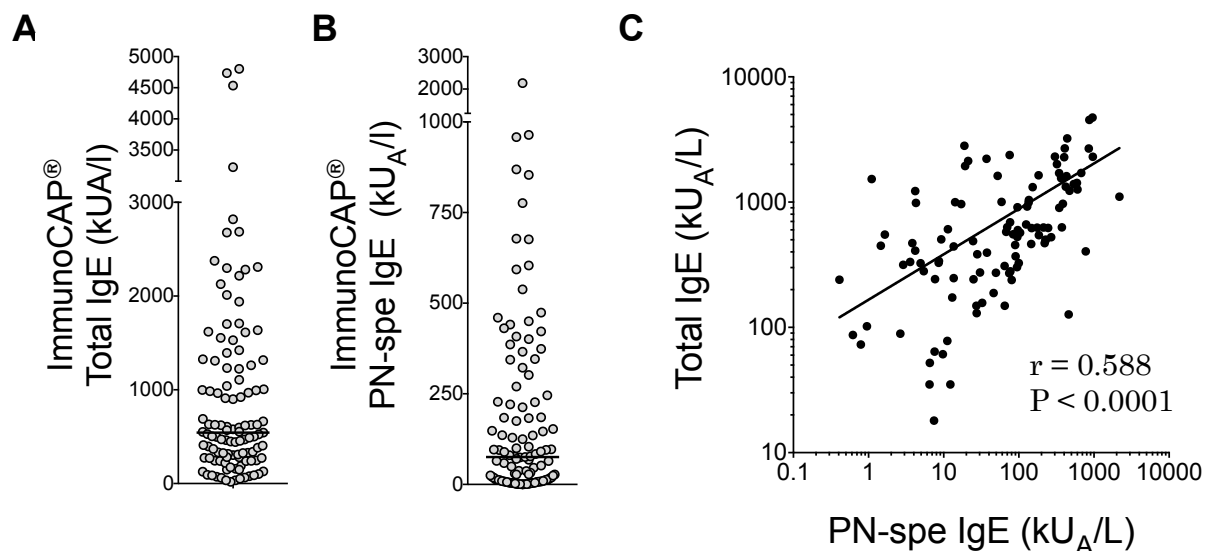 A
B
C
ImmunoCAP®
Total IgE (kUA/l)
5000
4500
4000
3500
3000
2000
1000
0
ImmunoCAP®
PN-spe IgE (kUA/l)
3000
2000
1000
750
500
250
0
Total IgE (kUA/L)
10000
1000
100
10
0.1
1
10
100
1000
10000
r = 0.588
P < 0.0001
PN-spe IgE (kUA/L)